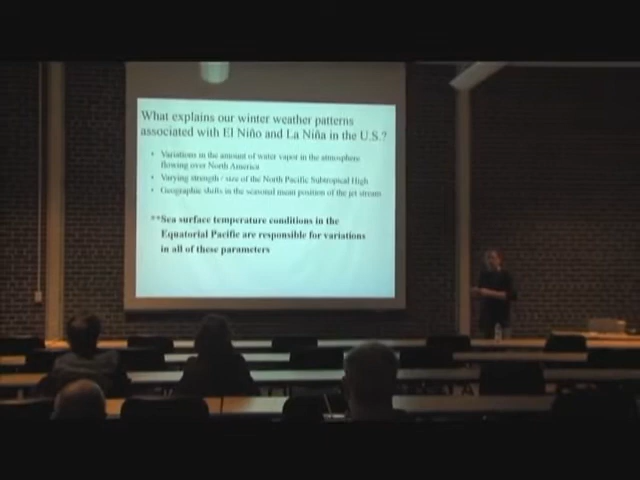 What explains our winter weather patterns
associated with El Niño and La Niña in the U.S.?
• Variations in the amount of water vapor in the atmosphere
flowing over North America
• Varying strength / size of the North Pacific Subtropical High
• Geographic shifts in the seasonal mean position of the jet stream
**Sea surface temperature conditions in the
Equatorial Pacific are responsible for variations
in all of these parameters